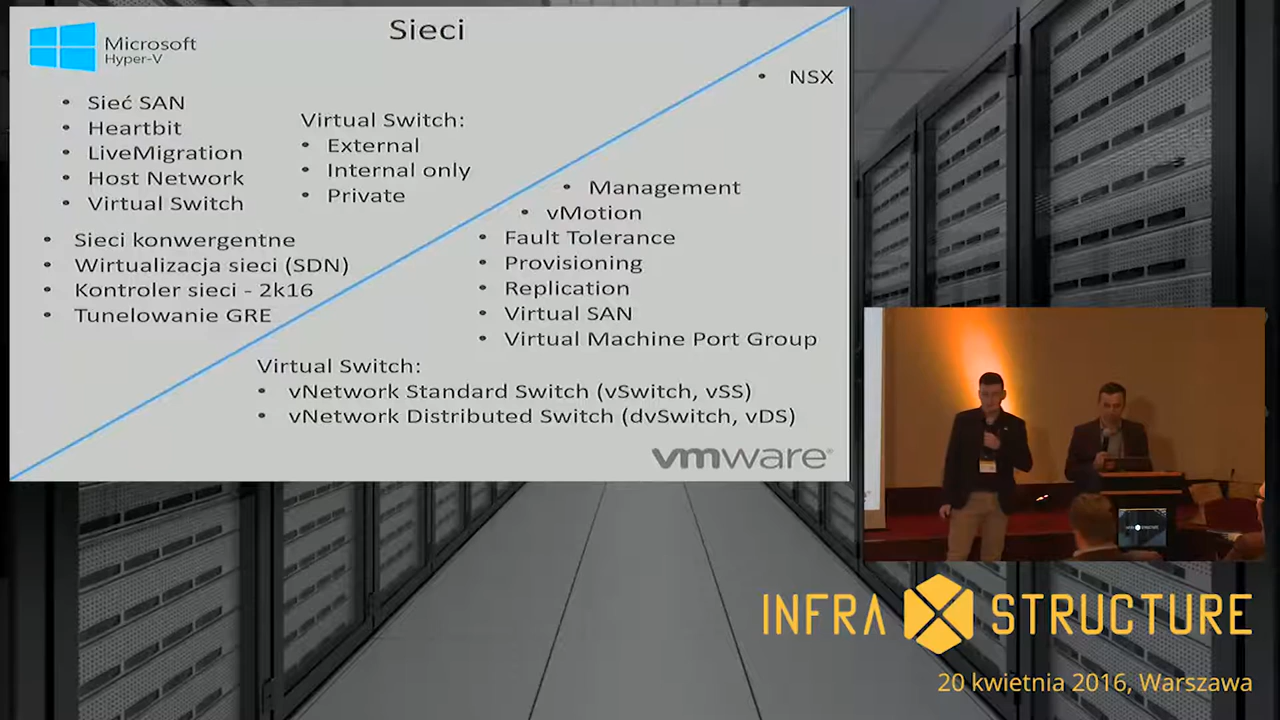 Sieci
Microsoft
Hyper-V
• Sieć SAN
• Heartbit
• LiveMigration
• Host Network
• Virtual Switch
Virtual Switch:
• External
• Internal only
• Private
• Sieci konwergentne
• Wirtualizacja sieci (SDN)
• Kontroler sieci - 2k16
• Tunelowanie GRE
• NSX
• Management
• vMotion
• Fault Tolerance
• Provisioning
• Replication
• Virtual SAN
• Virtual Machine Port Group
Virtual Switch:
• vNetwork Standard Switch (vSwitch, vSS)
• vNetwork Distributed Switch (dvSwitch, vDS)
vmware®
INFRA STRUCTURE
20 kwietnia 2016, Warszawa